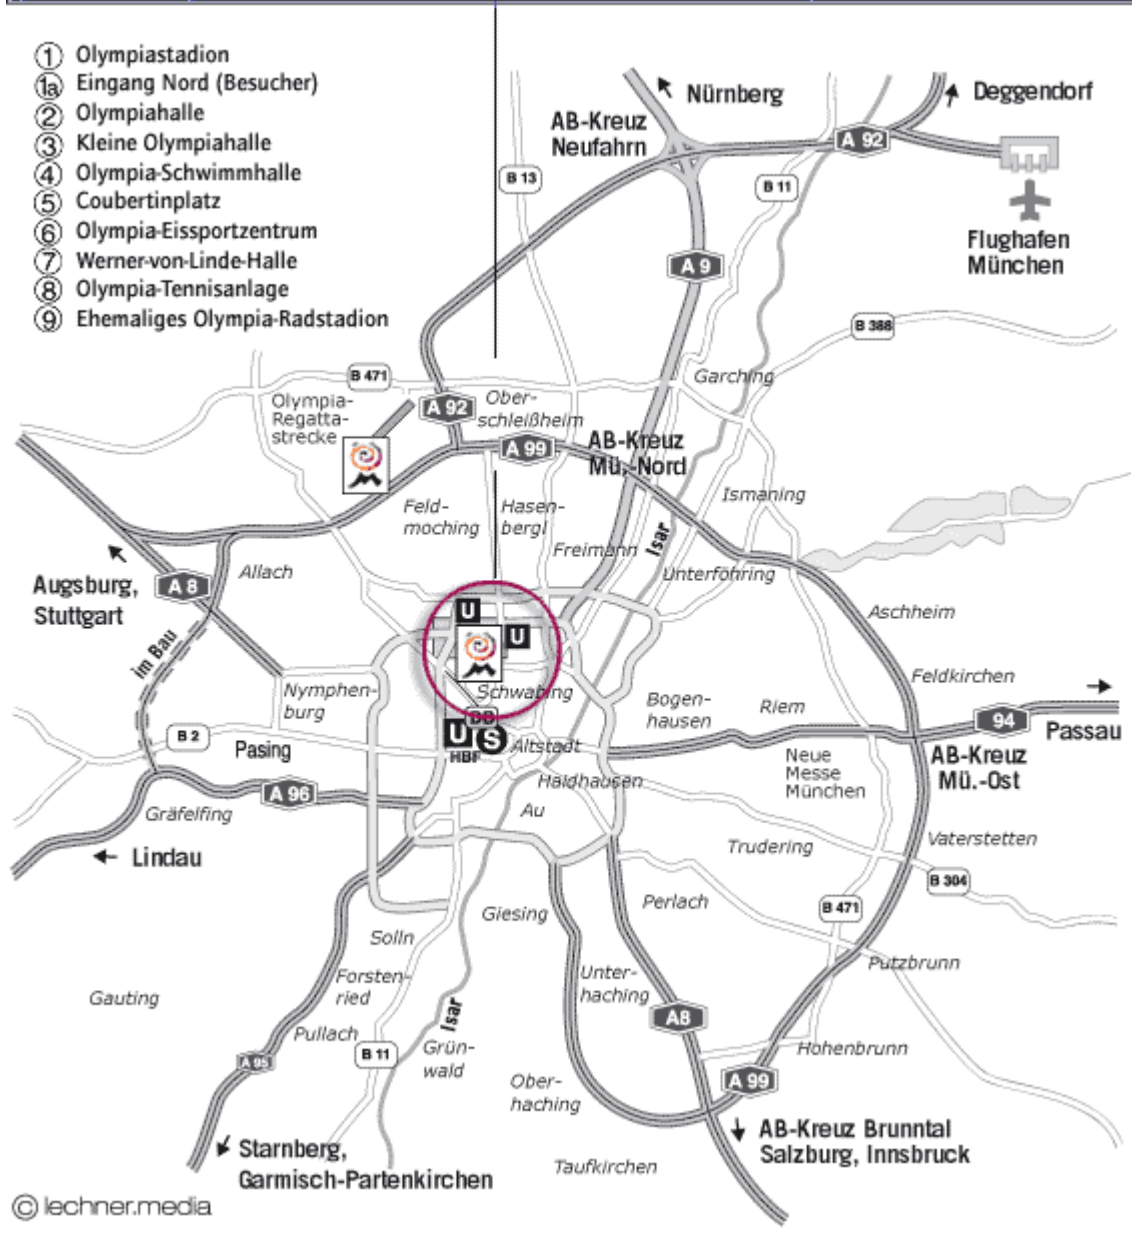 1 Olympiastadion
1a Eingang Nord (Besucher)
2 Olympiahalle
3 Kleine Olympiahalle
4 Olympia-Schwimmhalle
5 Coubertinplatz
6 Olympia-Eissportzentrum
7 Werner-von-Linde-Halle
8 Olympia-Tennisanlage
9 Ehemaliges Olympia-Radstadion
Nürnberg
Deggendorf
AB-Kreuz
Neufahrn
A 92
B 13
B 11
Flughafen
München
A 9
B 388
B 471
Garching
Olympia-
Regatta-
strecke
A 92
Ober-
schleißheim
A 99
AB-Kreuz
Mü.-Nord
Ismaning
Feld-
moching
Hasen-
bergl
Freimann
Isar
Unterföhring
Augsburg,
Stuttgart
A 8
Allach
Aschheim
im Bau
U
U
Feldkirchen
Nymphen-
burg
Schwabing
Bogen-
hausen
Riem
94
Passau
B 2
Pasing
U S
HBF
Altstadt
Neue
Messe
München
AB-Kreuz
Mü.-Ost
Haidhausen
A 96
Gräfelfing
Au
Lindau
Trudering
Vaterstetten
B 304
Giesing
Perlach
B 471
Solln
Putzbrunn
Forsten-
ried
Unter-
haching
Gauting
Isar
A8
Pullach
B 11
Grün-
wald
Hohenbrunn
A 95
A 99
Ober-
haching
Starnberg,
Garmisch-Partenkirchen
AB-Kreuz Brunntal
Salzburg, Innsbruck
Taufkirchen
© lechner.media